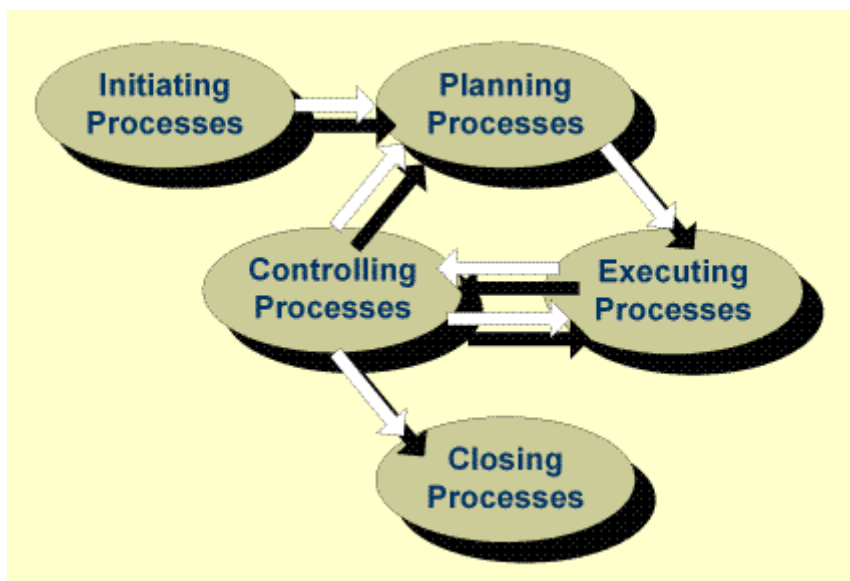 Initiating
Processes
Planning
Processes
Controlling
Processes
Executing
Processes
Closing
Processes